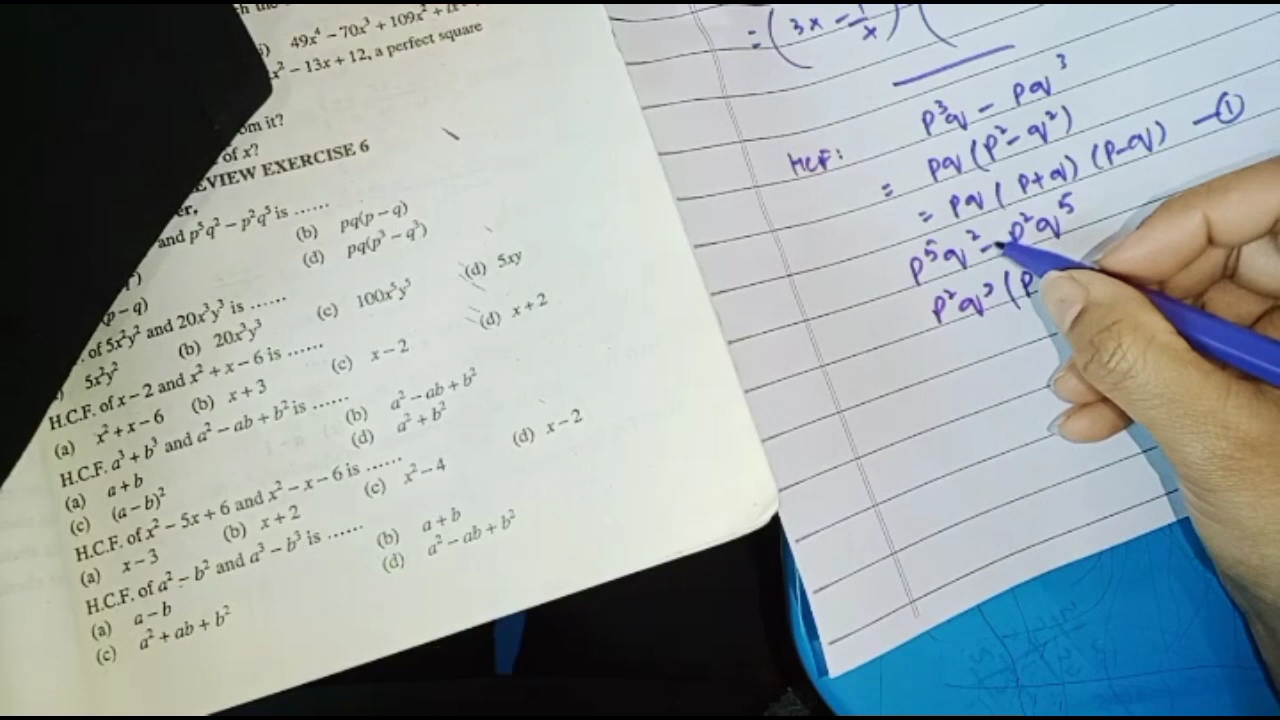 49x⁴ − 70x³ + 109x²
x² − 13x + 12, a perfect square
om it?
of x?
EVIEW EXERCISE 6
er,
and p⁵q² − p²q⁵ is ......
(b) pq(p − q)
(d) pq(p³ − q³)
(p − q)
of 5x²y² and 20x³y³ is ......
5x²y² (b) 20x³y³ (c) 100x⁵y⁵ (d) 5xy
H.C.F. of x − 2 and x² + x − 6 is ......
(a) x² + x − 6 (b) x + 3 (c) x − 2 (d) x + 2
H.C.F. a³ + b³ and a² − ab + b² is ......
(a) a + b (b) a² − ab + b²
(c) (a − b)² (d) a² + b²
H.C.F. of x² − 5x + 6 and x² − x − 6 is ......
(a) x − 3 (b) x + 2 (c) x² − 4 (d) x − 2
H.C.F. of a² − b² and a³ − b³ is ......
(a) a − b (b) a + b
(c) a² + ab + b² (d) a² − ab + b²
= (3x − 1/x) (
HCF: p³q − pq³
= pq (p² − q²)
= pq (p+q) (p−q) — ①
p⁵q² − p²q⁵
p²q² (p